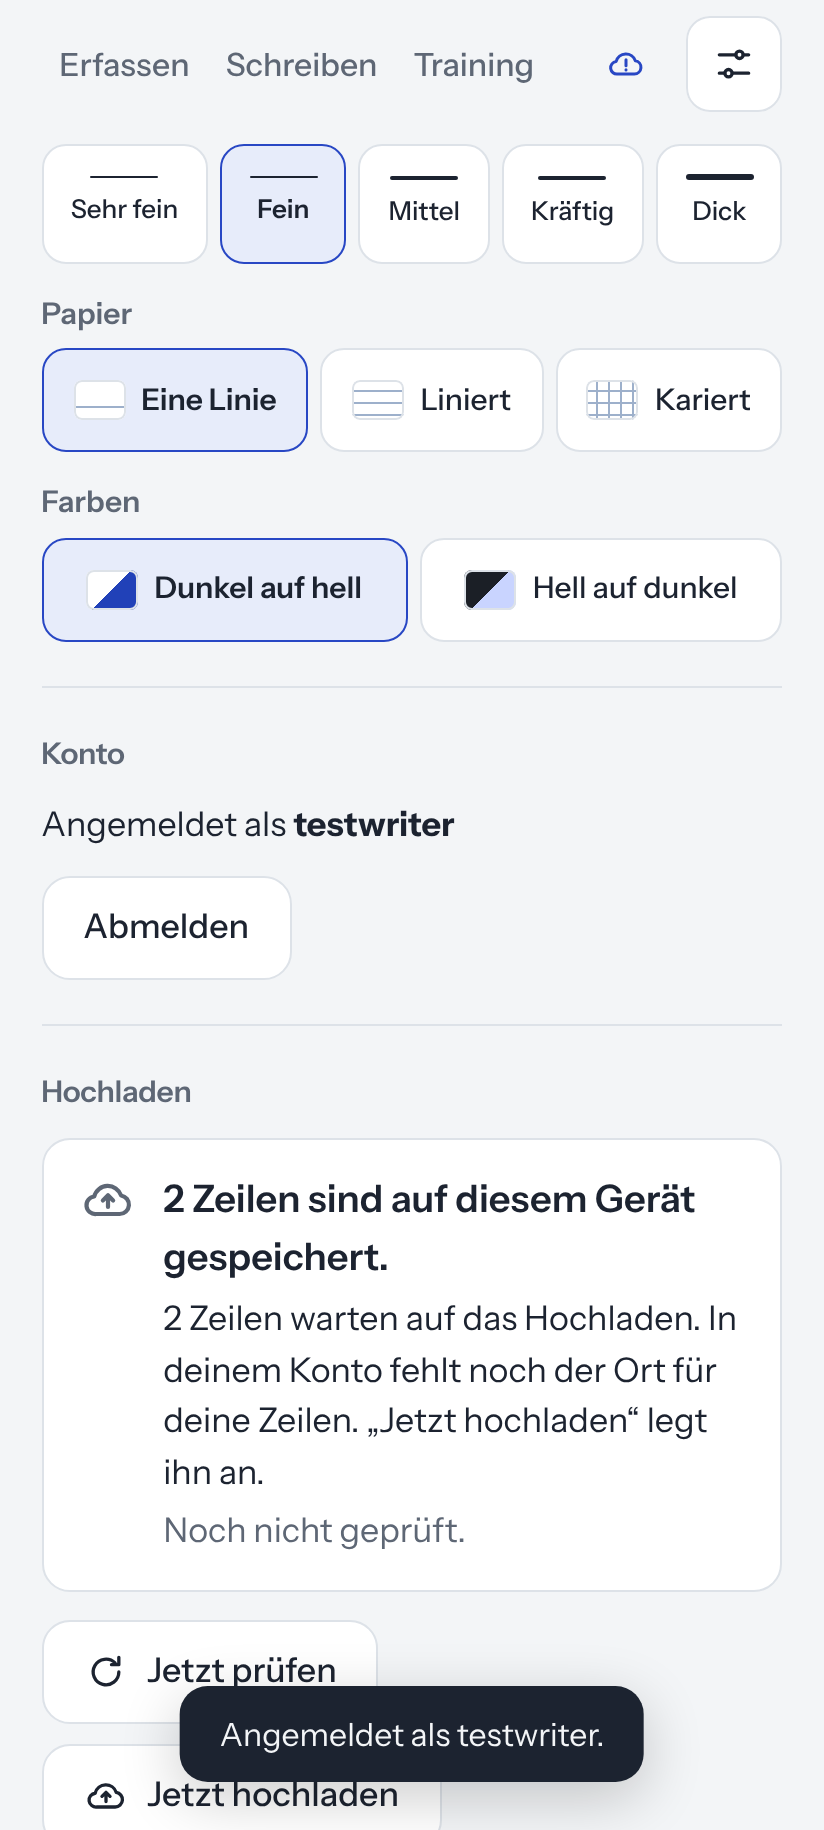 Erfassen Schreiben Training
Sehr fein Fein Mittel Kräftig Dick
Papier
Eine Linie Liniert Kariert
Farben
Dunkel auf hell Hell auf dunkel
Konto
Angemeldet als testwriter
Abmelden
Hochladen
2 Zeilen sind auf diesem Gerät
gespeichert.
2 Zeilen warten auf das Hochladen. In
deinem Konto fehlt noch der Ort für
deine Zeilen. „Jetzt hochladen“ legt
ihn an.
Noch nicht geprüft.
Jetzt prüfen
Angemeldet als testwriter.
Jetzt hochladen